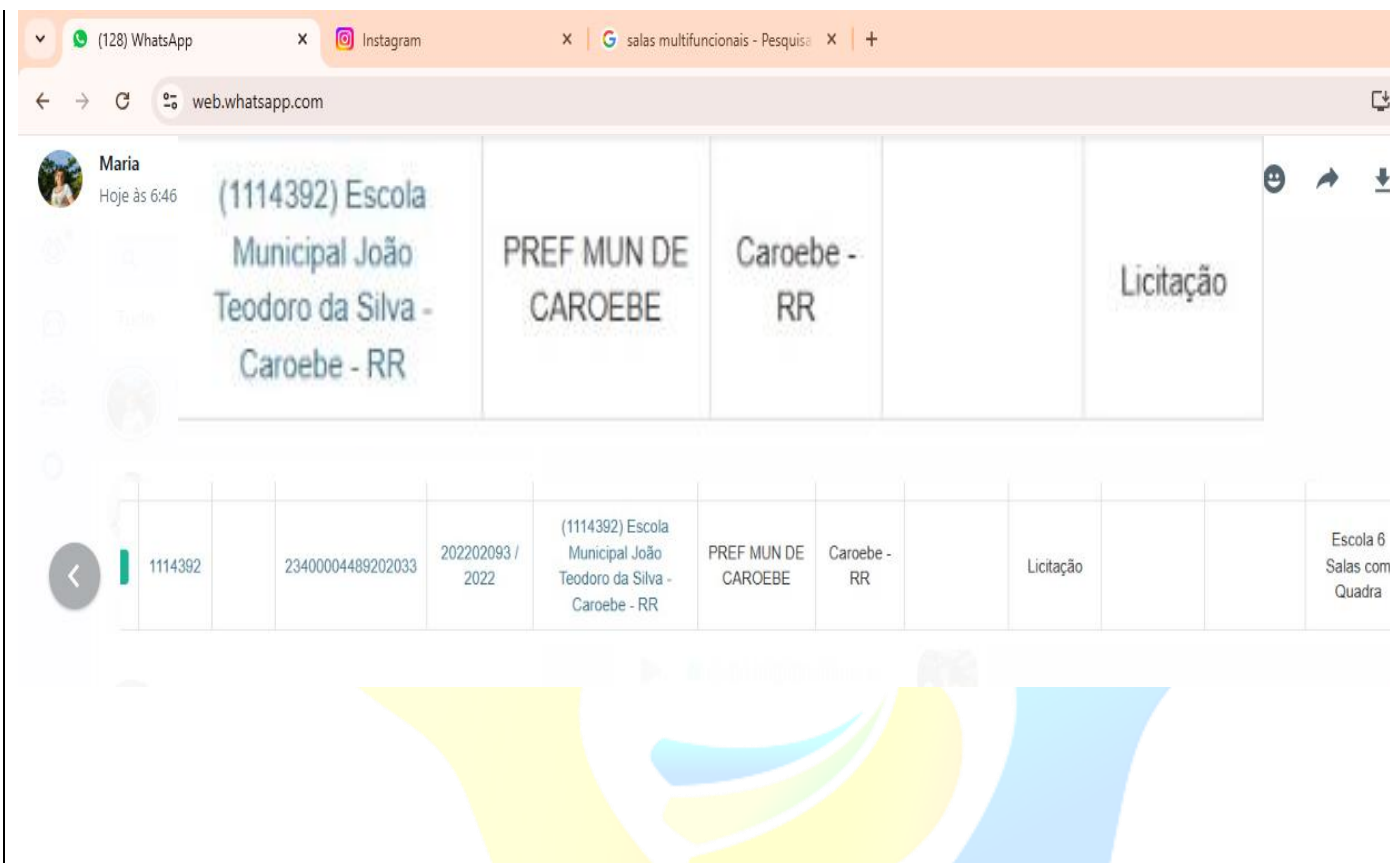 (128) WhatsApp
Instagram
salas multifuncionais - Pesquisa
web.whatsapp.com
Maria
Hoje às 6:46
(1114392) Escola
Municipal João
Teodoro da Silva -
Caroebe - RR
PREF MUN DE
CAROEBE
Caroebe -
RR
Licitação
1114392
23400004489202033
202202093 /
2022
(1114392) Escola
Municipal João
Teodoro da Silva -
Caroebe - RR
PREF MUN DE
CAROEBE
Caroebe -
RR
Licitação
Escola 6
Salas com
Quadra